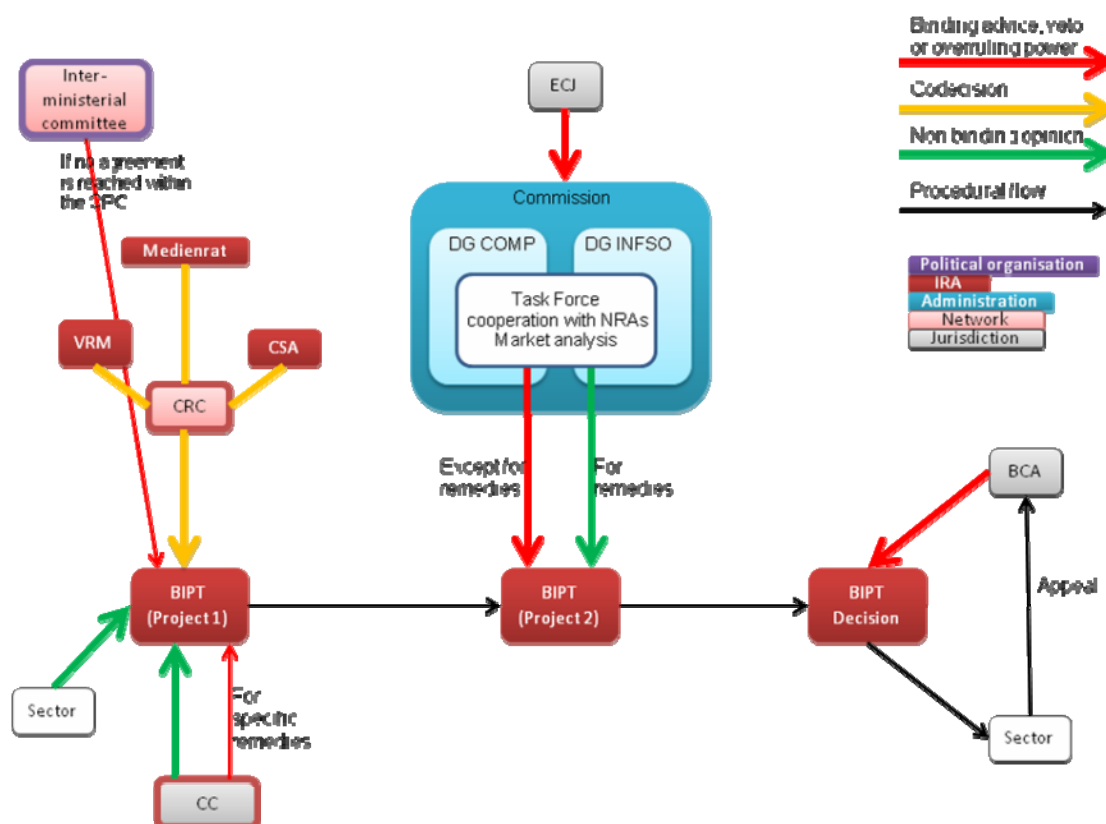 Inter-
ministerial
committee
If no agreement
is reached within
the
Medienrat
VRM
CSA
CRC
BIPT
(Project 1)
Sector
For
specific
remedies
CC
ECJ
Commission
DG COMP
DG INFSO
Task Force
cooperation with NRAs
Market analysis
Except for
remedies
For
remedies
BIPT
(Project 2)
BIPT
Decision
BCA
Appeal
Sector
Binding advice, veto
or overruling power
Codecision
Non binding opinion
Procedural flow
Political organisation
IRA
Administration
Network
Jurisdiction